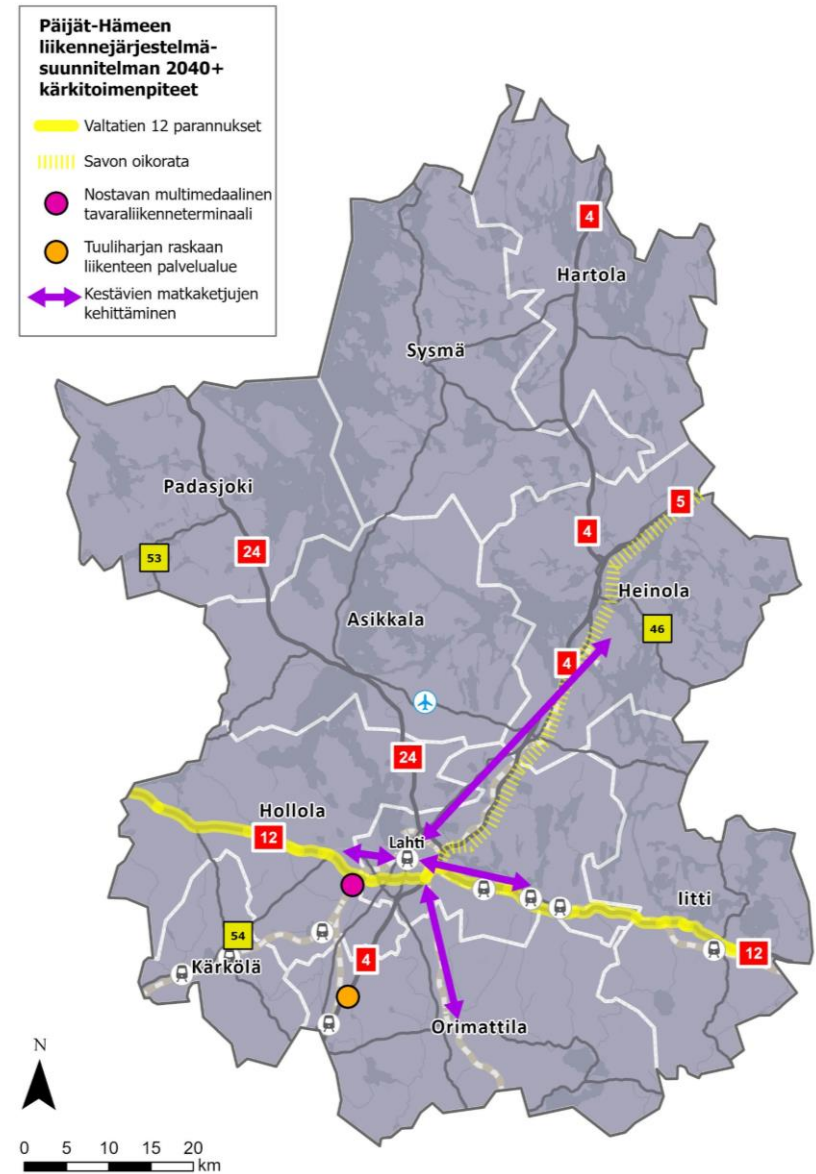 Päijät-Hämeen
liikennejärjestelmä-
suunnitelman 2040+
kärkitoimenpiteet
Valtatien 12 parannukset
Savon oikorata
Nostavan multimedaalinen
tavaraliikenneterminaali
Tuuliharjan raskaan
liikenteen palvelualue
Kestävien matkaketjujen
kehittäminen
4
Hartola
Sysmä
Padasjoki
5
4
24
53
Heinola
Asikkala
46
4
24
Hollola
12
Lahti
Iitti
54
4
12
Kärkölä
Orimattila
N
0 5 10 15 20
km